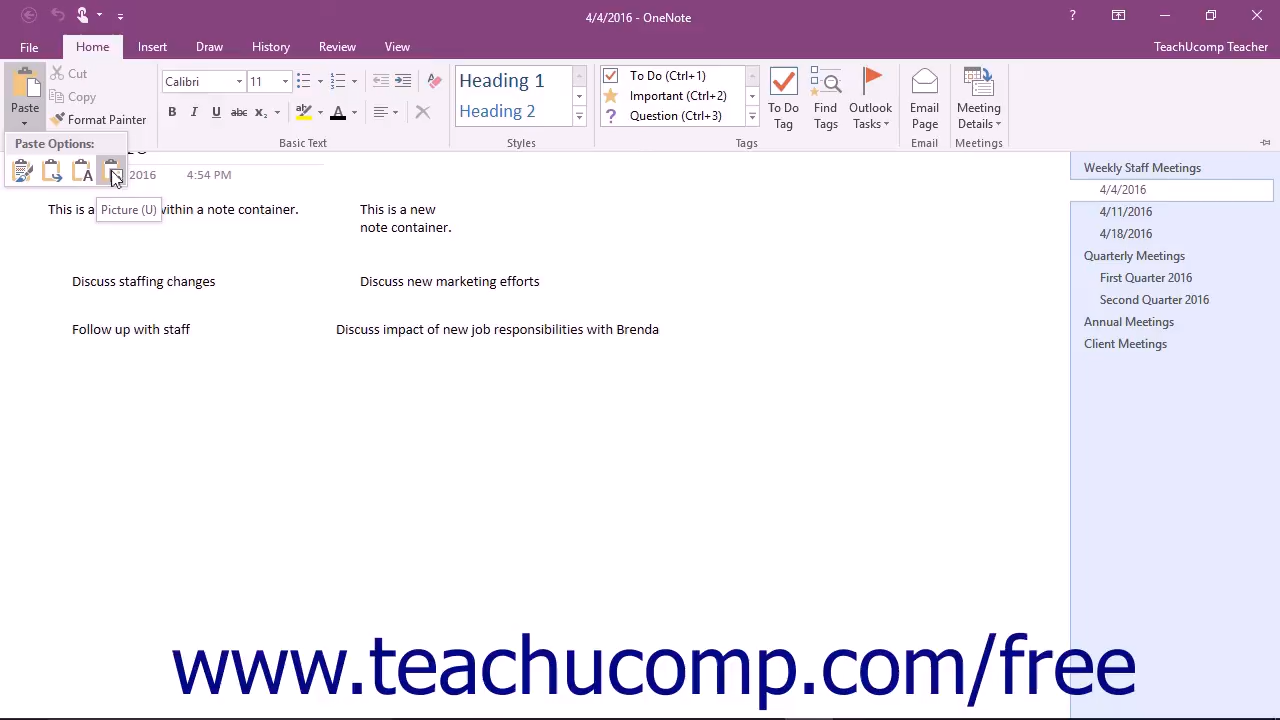 4/4/2016 - OneNote
File Home Insert Draw History Review View
TeachUcomp Teacher
Paste
Cut
Copy
Format Painter
Calibri 11
B I U abc x₂ A
Basic Text
Heading 1
Heading 2
Styles
To Do (Ctrl+1)
Important (Ctrl+2)
Question (Ctrl+3)
To Do Tag
Find Tags
Outlook Tasks
Tags
Email Page
Email
Meeting Details
Meetings
Paste Options:
2016 4:54 PM
Picture (U)
This is a within a note container.
This is a new
note container.
Discuss staffing changes
Discuss new marketing efforts
Follow up with staff
Discuss impact of new job responsibilities with Brenda
Weekly Staff Meetings
4/4/2016
4/11/2016
4/18/2016
Quarterly Meetings
First Quarter 2016
Second Quarter 2016
Annual Meetings
Client Meetings
www.teachucomp.com/free